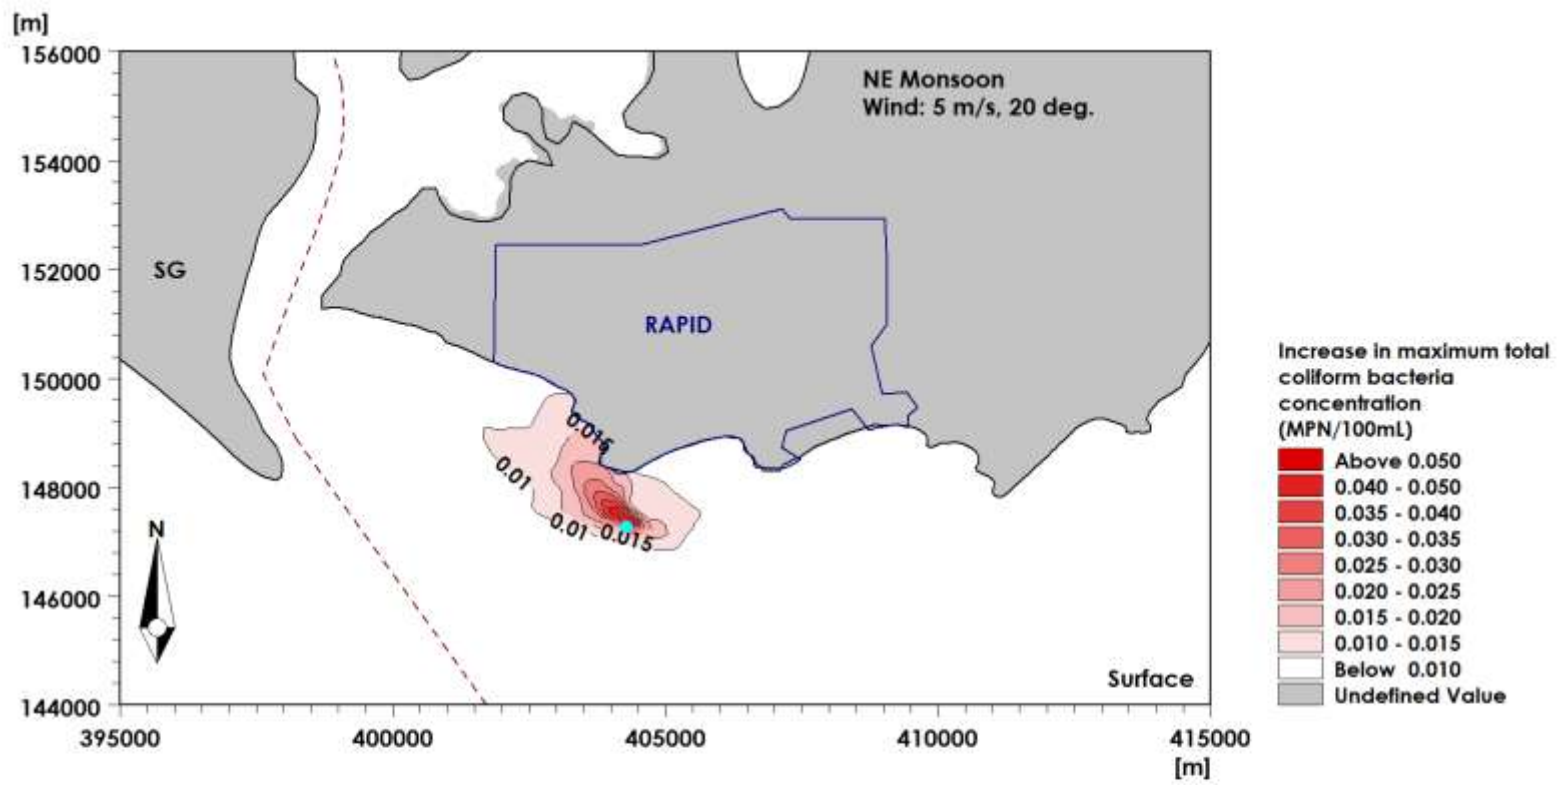 [m]
156000
154000
152000
150000
148000
146000
144000
395000
400000
405000
410000
415000
[m]
NE Monsoon
Wind: 5 m/s, 20 deg.
SG
RAPID
0.015
0.01
0.01
0.015
N
Surface
Increase in maximum total
coliform bacteria
concentration
(MPN/100mL)
Above 0.050
0.040 - 0.050
0.035 - 0.040
0.030 - 0.035
0.025 - 0.030
0.020 - 0.025
0.015 - 0.020
0.010 - 0.015
Below 0.010
Undefined Value